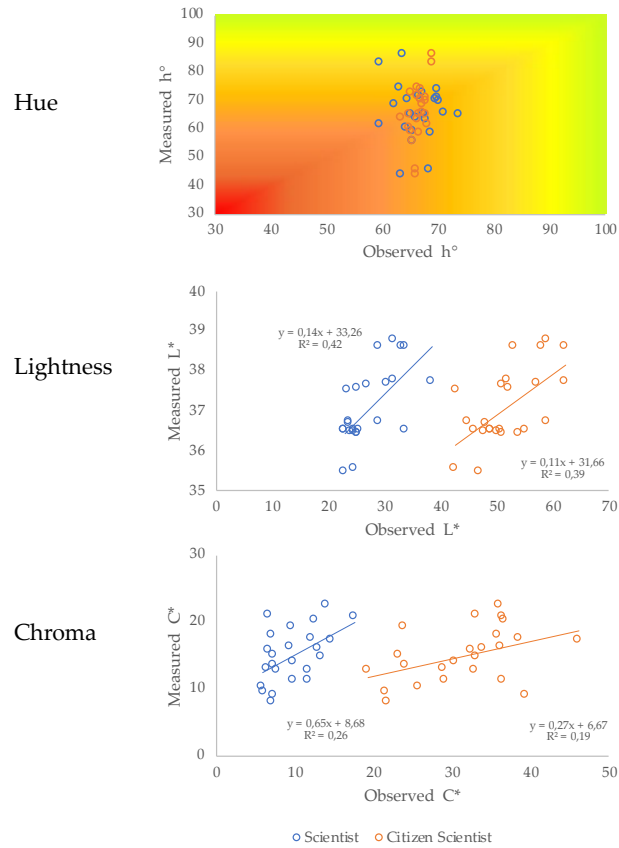 Hue
Measured h°
100
90
80
70
60
50
40
30
30 40 50 60 70 80 90 100
Observed h°
Lightness
Measured L*
40
39
38
37
36
35
y = 0,14x + 33,26
R² = 0,42
y = 0,11x + 31,66
R² = 0,39
0 10 20 30 40 50 60 70
Observed L*
Chroma
Measured C*
30
20
10
0
y = 0,65x + 8,68
R² = 0,26
y = 0,27x + 6,67
R² = 0,19
0 10 20 30 40 50
Observed C*
Scientist Citizen Scientist